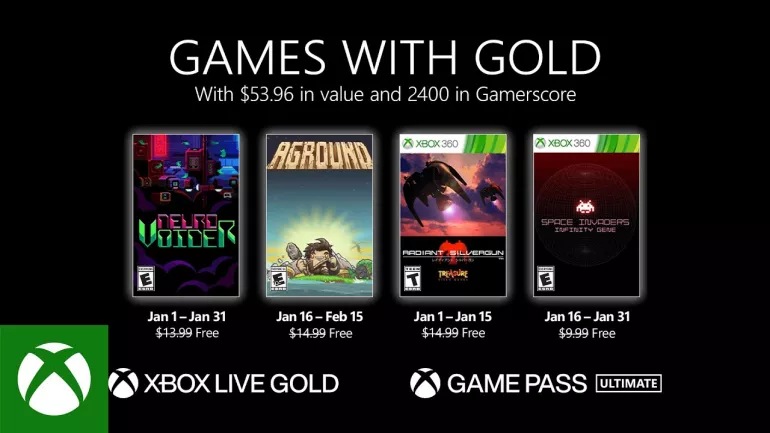 GAMES WITH GOLD
With $53.96 in value and 2400 in Gamerscore
NEURO
VOIDER
E
AGROUND
E
XBOX 360
RADIANT SILVERGUN
TREASURE
T
XBOX 360
SPACE INVADERS
INFINITY GENE
E
Jan 1 – Jan 31
$13.99 Free
Jan 16 – Feb 15
$14.99 Free
Jan 1 – Jan 15
$14.99 Free
Jan 16 – Jan 31
$9.99 Free
XBOX LIVE GOLD
GAME PASS ULTIMATE